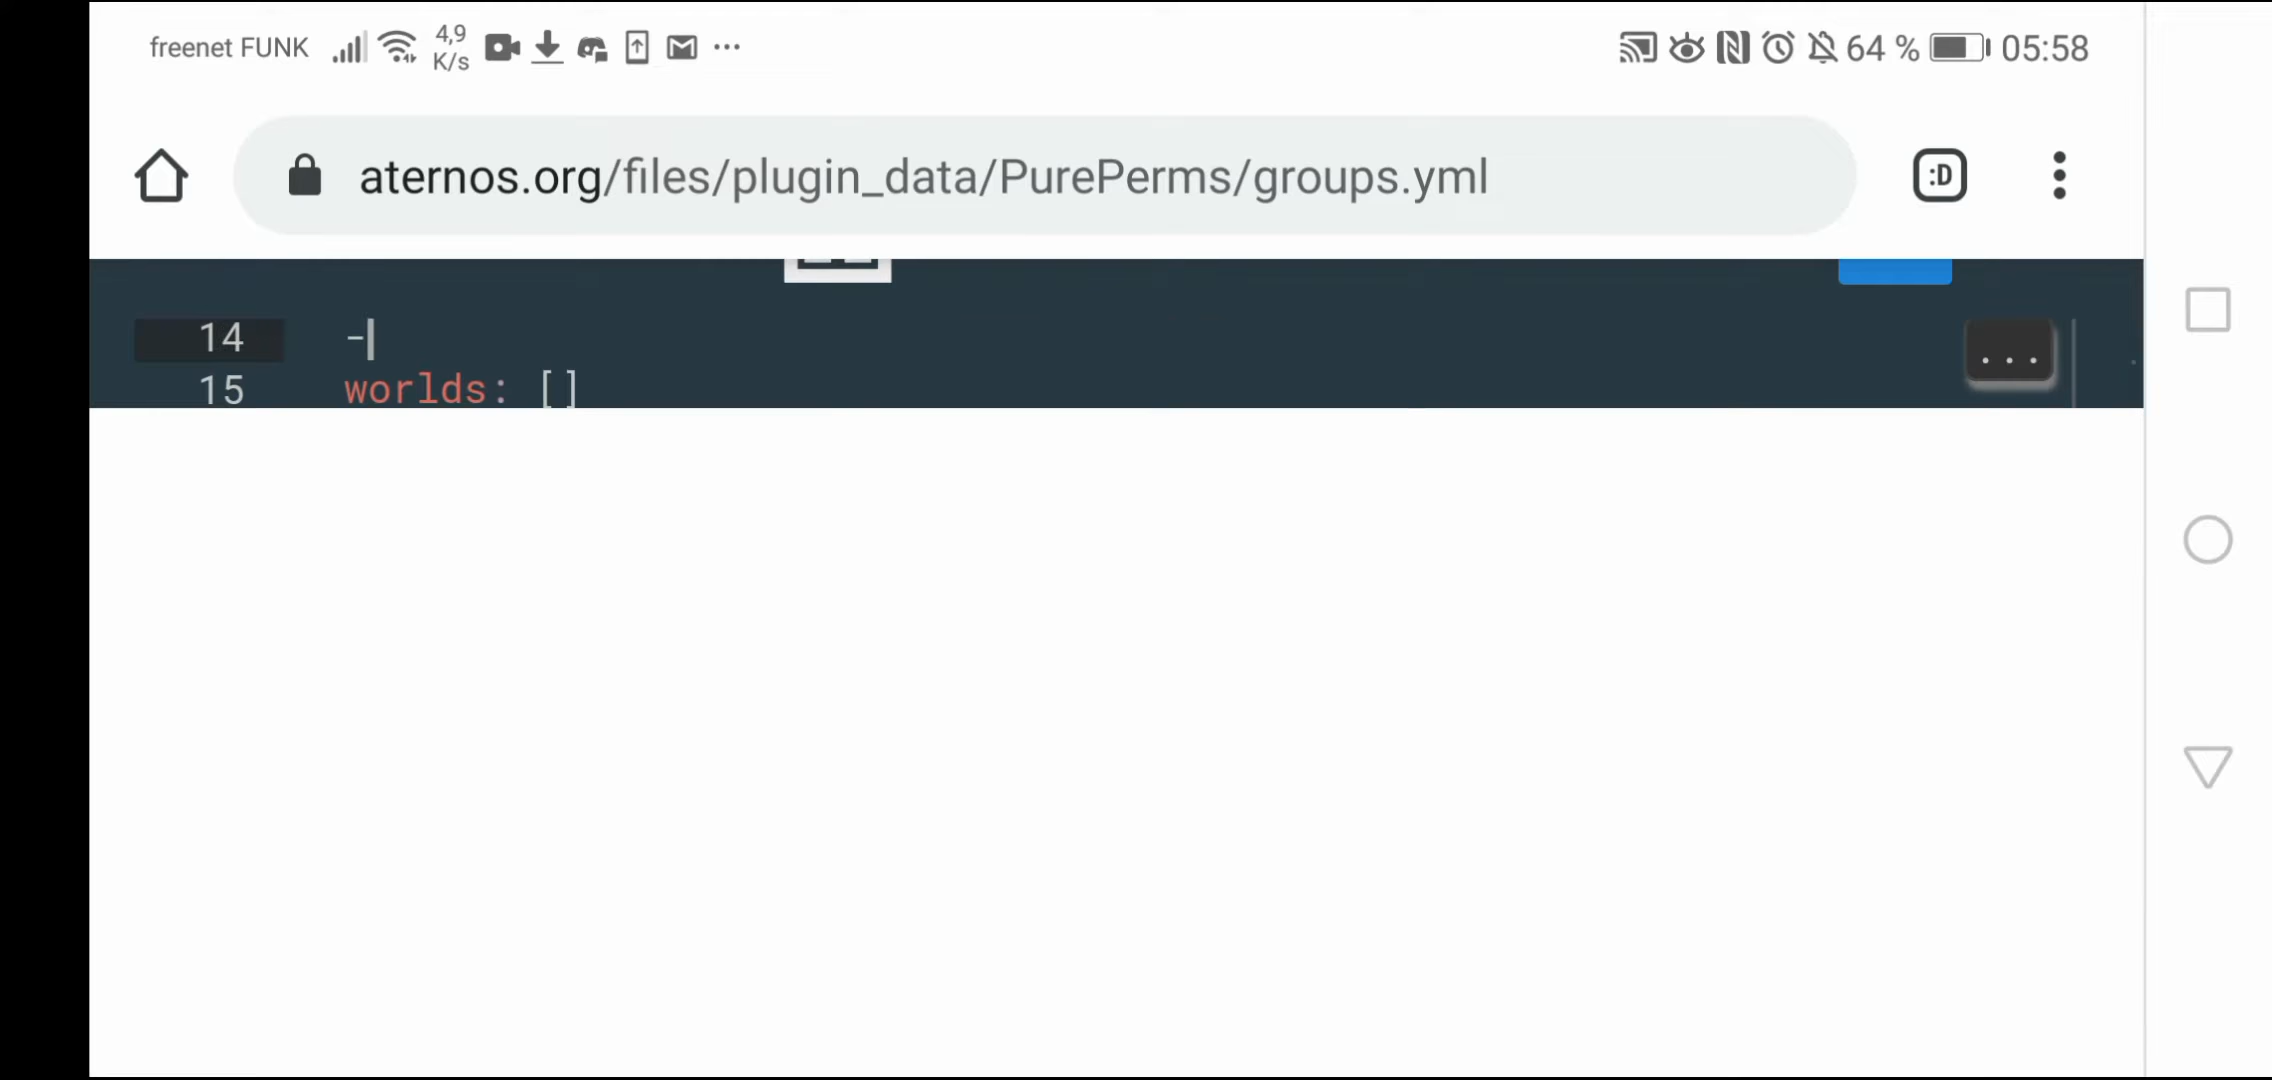 freenet FUNK 4,9 K/s 64 % 05:58
aternos.org/files/plugin_data/PurePerms/groups.yml :D
14 -
15 worlds: []